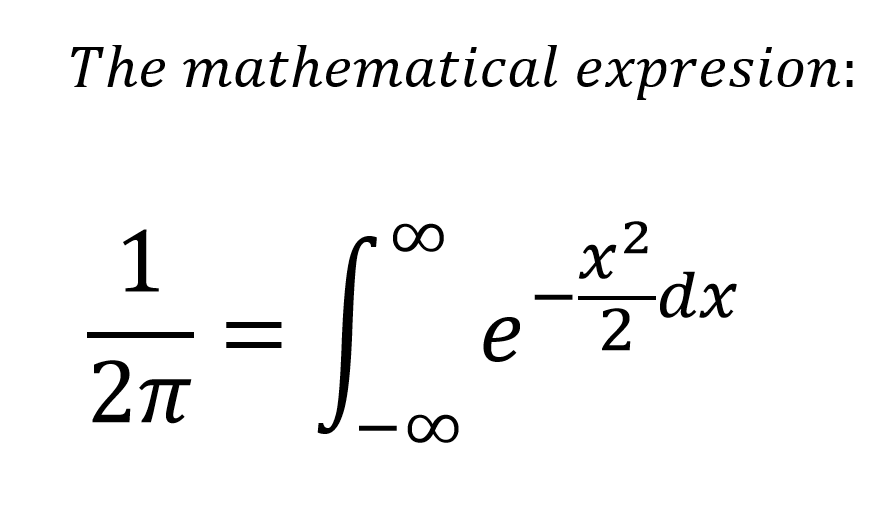 The mathematical expresion:
1/2π = ∫_{-∞}^{∞} e^{-x²/2} dx